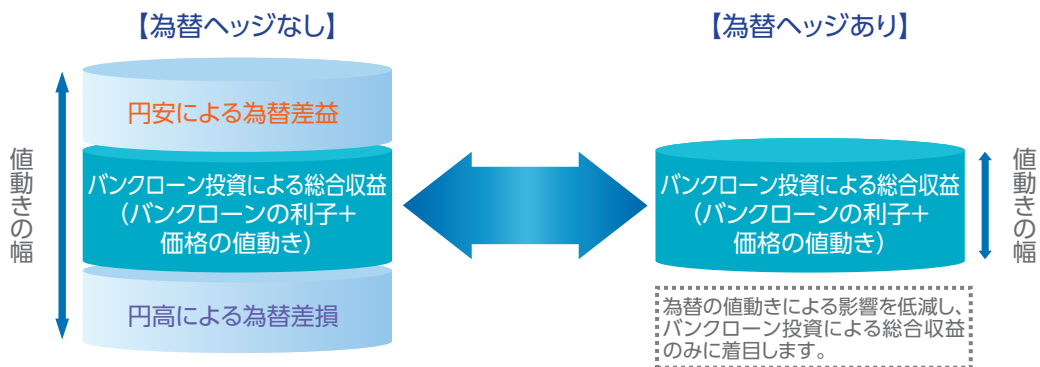 【為替ヘッジなし】
値動きの幅
円安による為替差益
バンクローン投資による総合収益
（バンクローンの利子＋
価格の値動き）
円高による為替差損
【為替ヘッジあり】
バンクローン投資による総合収益
（バンクローンの利子＋
価格の値動き）
値動きの幅
為替の値動きによる影響を低減し、
バンクローン投資による総合収益
のみに着目します。